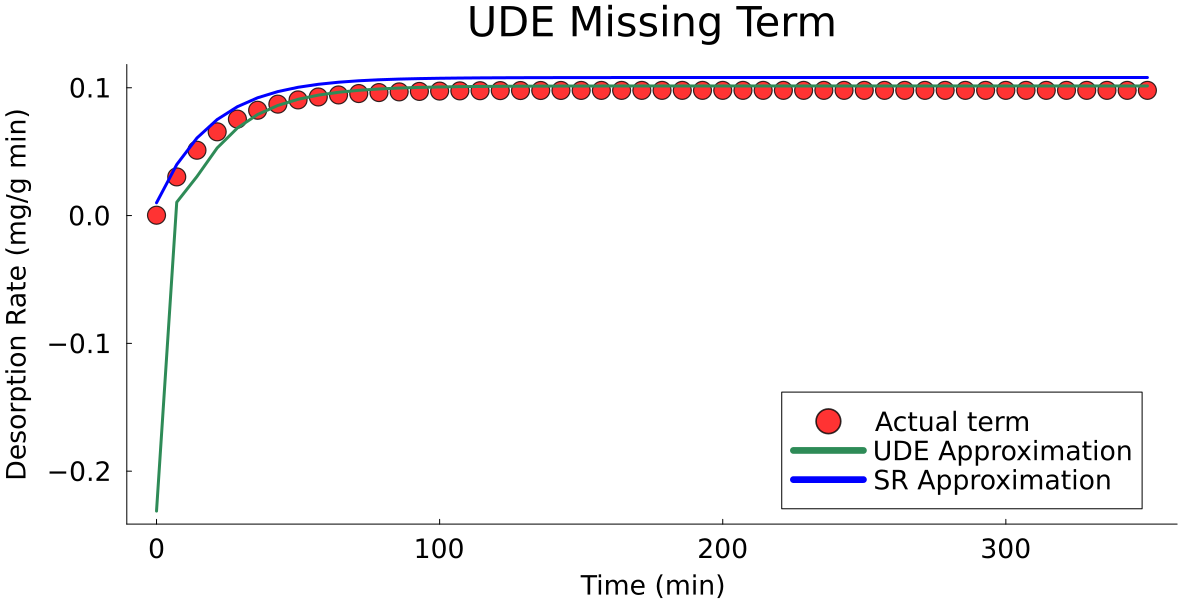 UDE Missing Term
Desorption Rate (mg/g min)
0.1
0.0
−0.1
−0.2
Actual term
UDE Approximation
SR Approximation
0
100
200
300
Time (min)